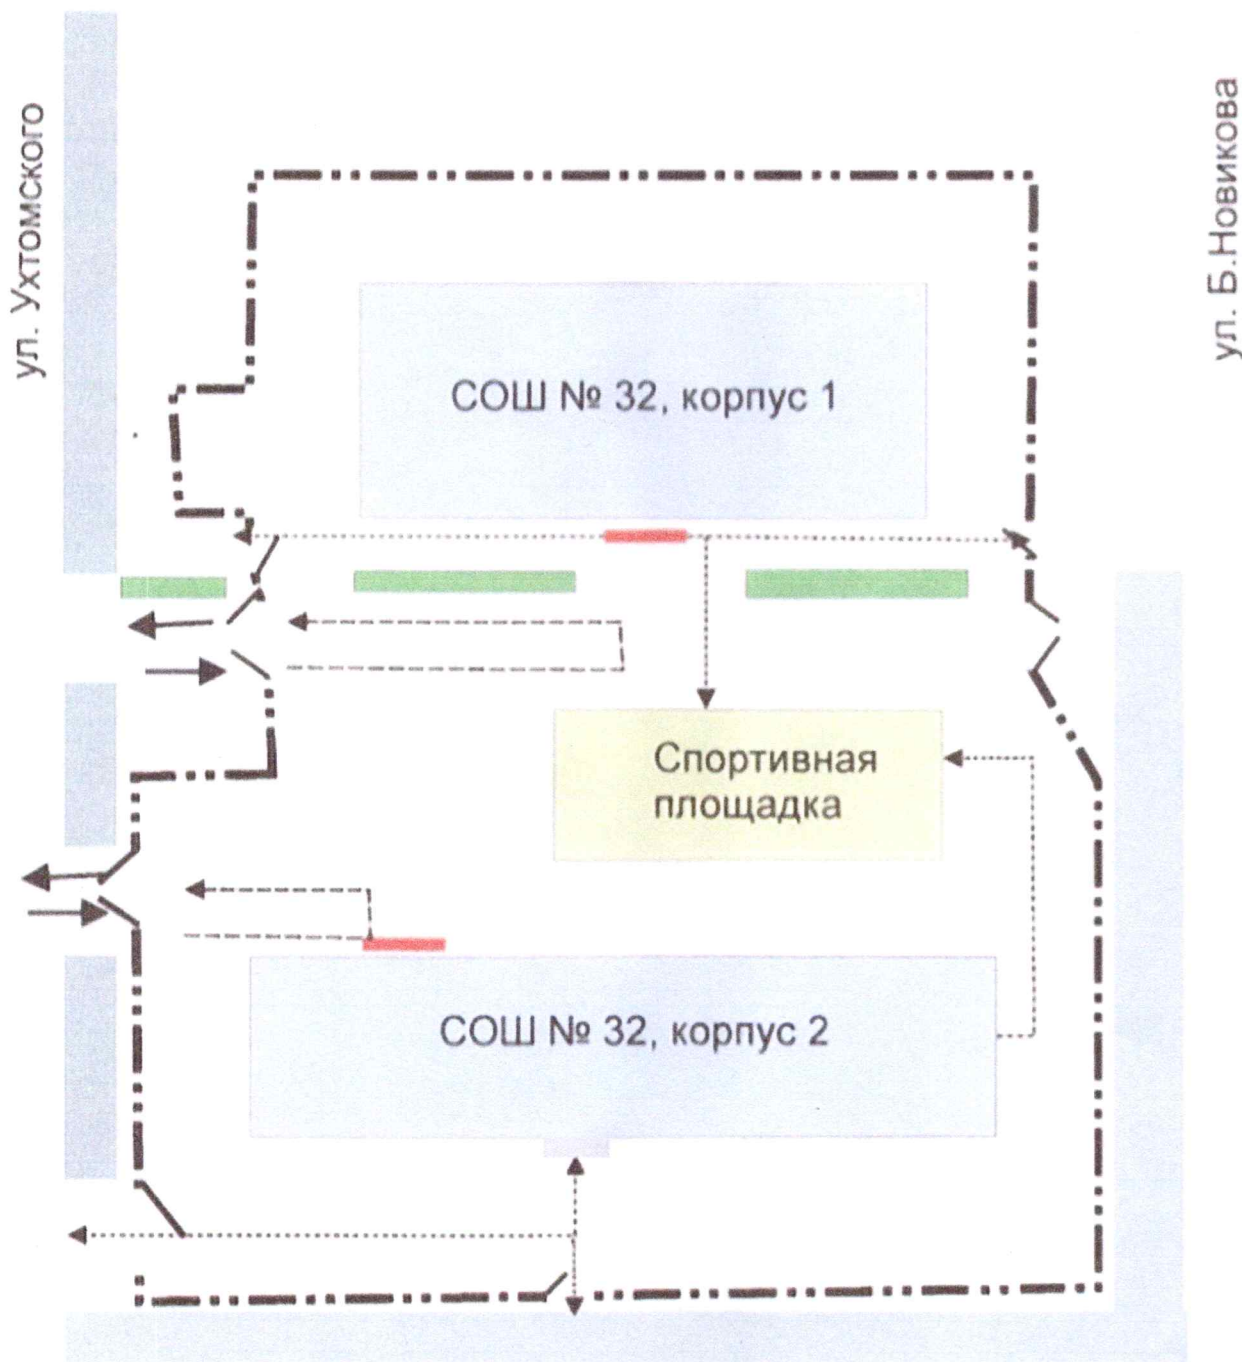 ул. Ухтомского
ул. Б.Новикова
СОШ № 32, корпус 1
Спортивная
площадка
СОШ № 32, корпус 2